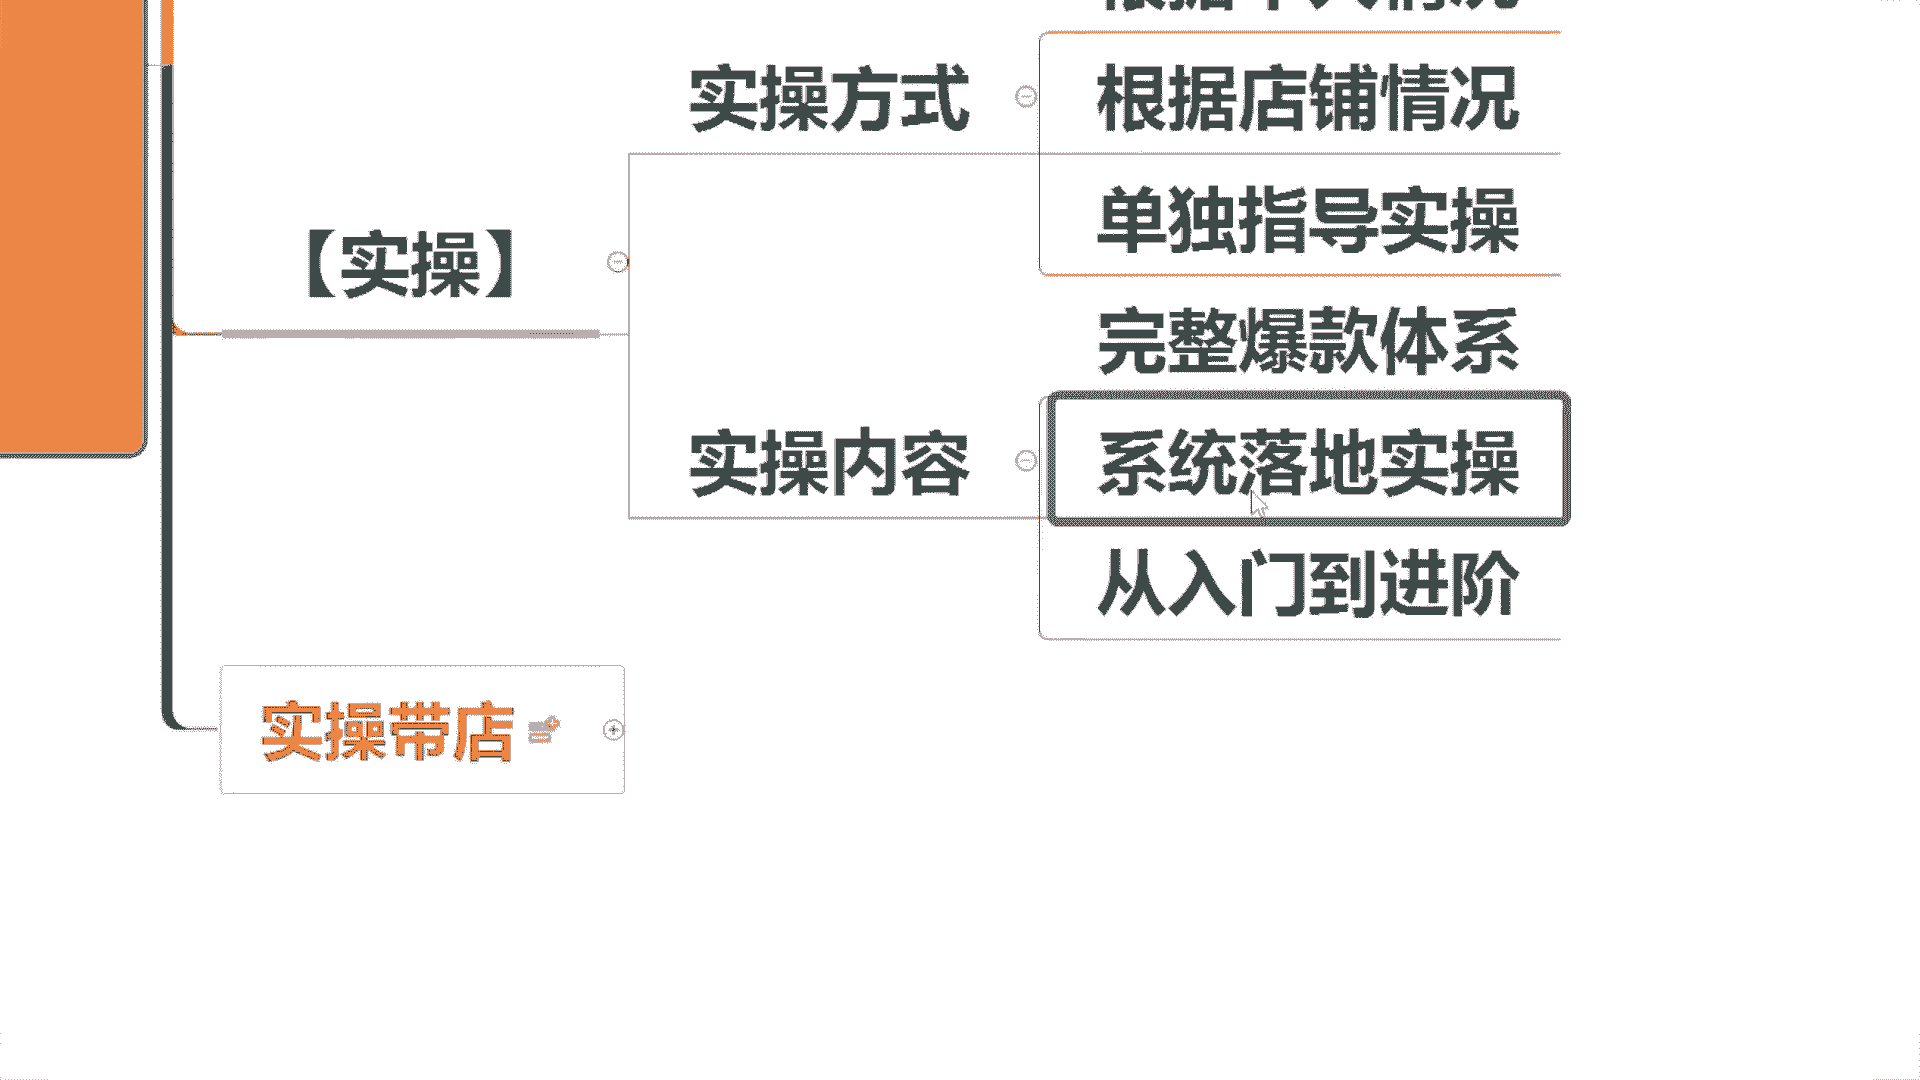 实操方式
根据店铺情况
单独指导实操
【实操】
完整爆款体系
实操内容
系统落地实操
从入门到进阶
实操带店